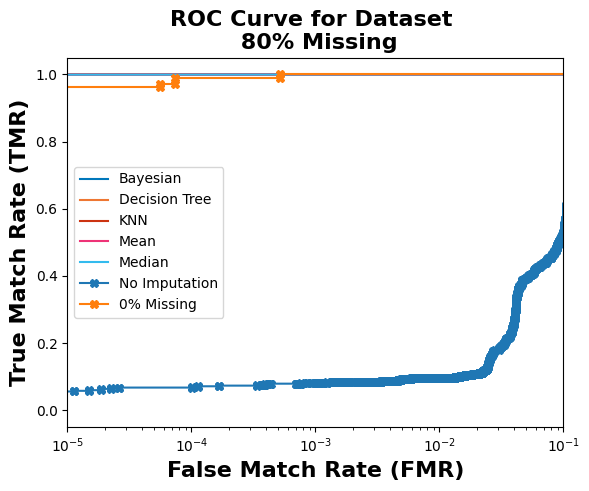 ROC Curve for Dataset
80% Missing
True Match Rate (TMR)
1.0
0.8
0.6
0.4
0.2
0.0
Bayesian
Decision Tree
KNN
Mean
Median
No Imputation
0% Missing
10⁻⁵
10⁻⁴
10⁻³
10⁻²
10⁻¹
False Match Rate (FMR)